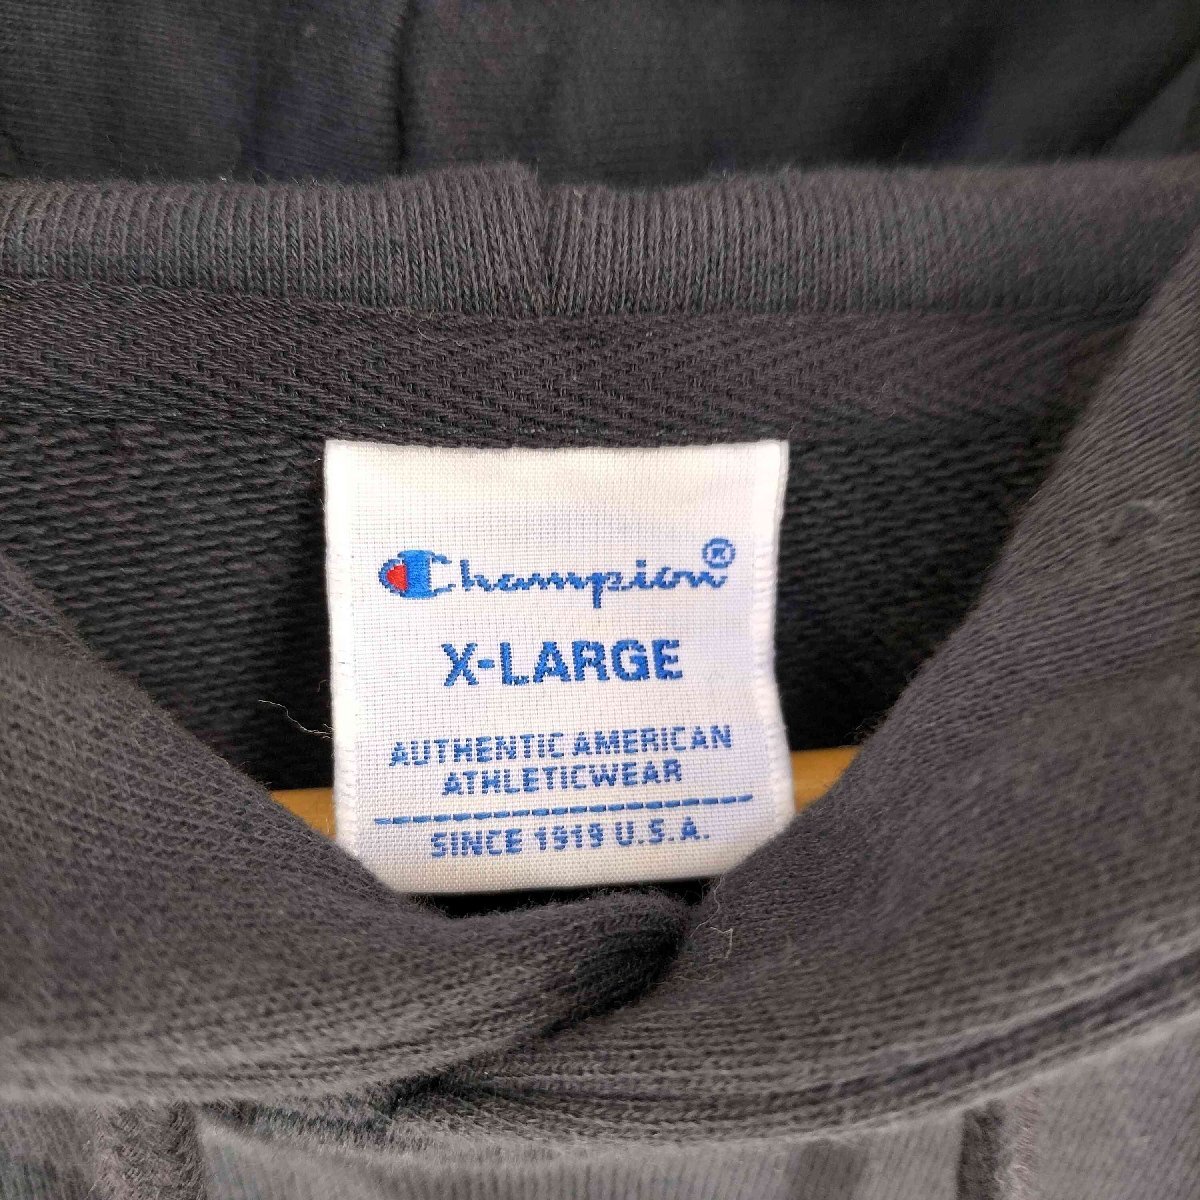 Champion®
X-LARGE
AUTHENTIC AMERICAN
ATHLETICWEAR
SINCE 1919 U.S.A.